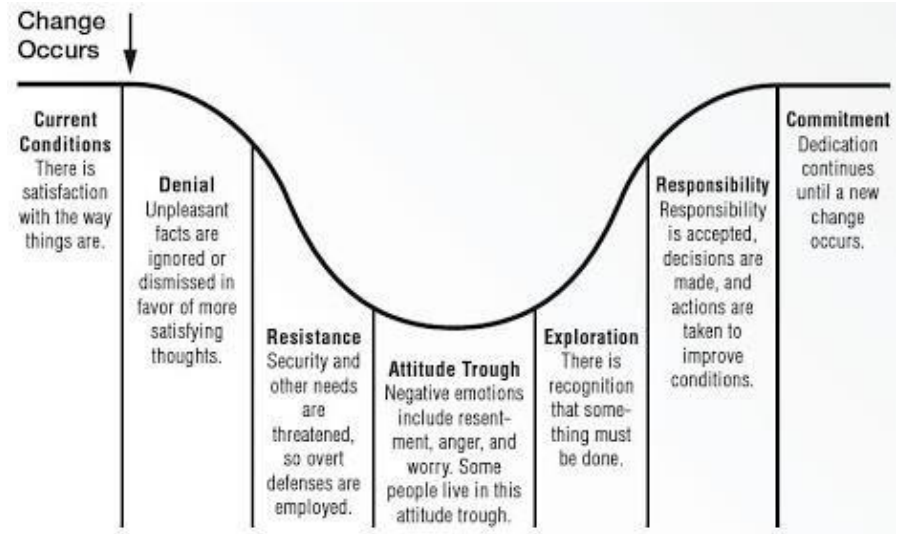 Change
Occurs
Current
Conditions
There is
satisfaction
with the way
things are.
Denial
Unpleasant
facts are
ignored or
dismissed in
favor of more
satisfying
thoughts.
Resistance
Security and
other needs
are
threatened,
so overt
defenses are
employed.
Attitude Trough
Negative emotions
include resent-
ment, anger, and
worry. Some
people live in this
attitude trough.
Exploration
There is
recognition
that some-
thing must
be done.
Responsibility
Responsibility
is accepted,
decisions are
made, and
actions are
taken to
improve
conditions.
Commitment
Dedication
continues
until a new
change
occurs.